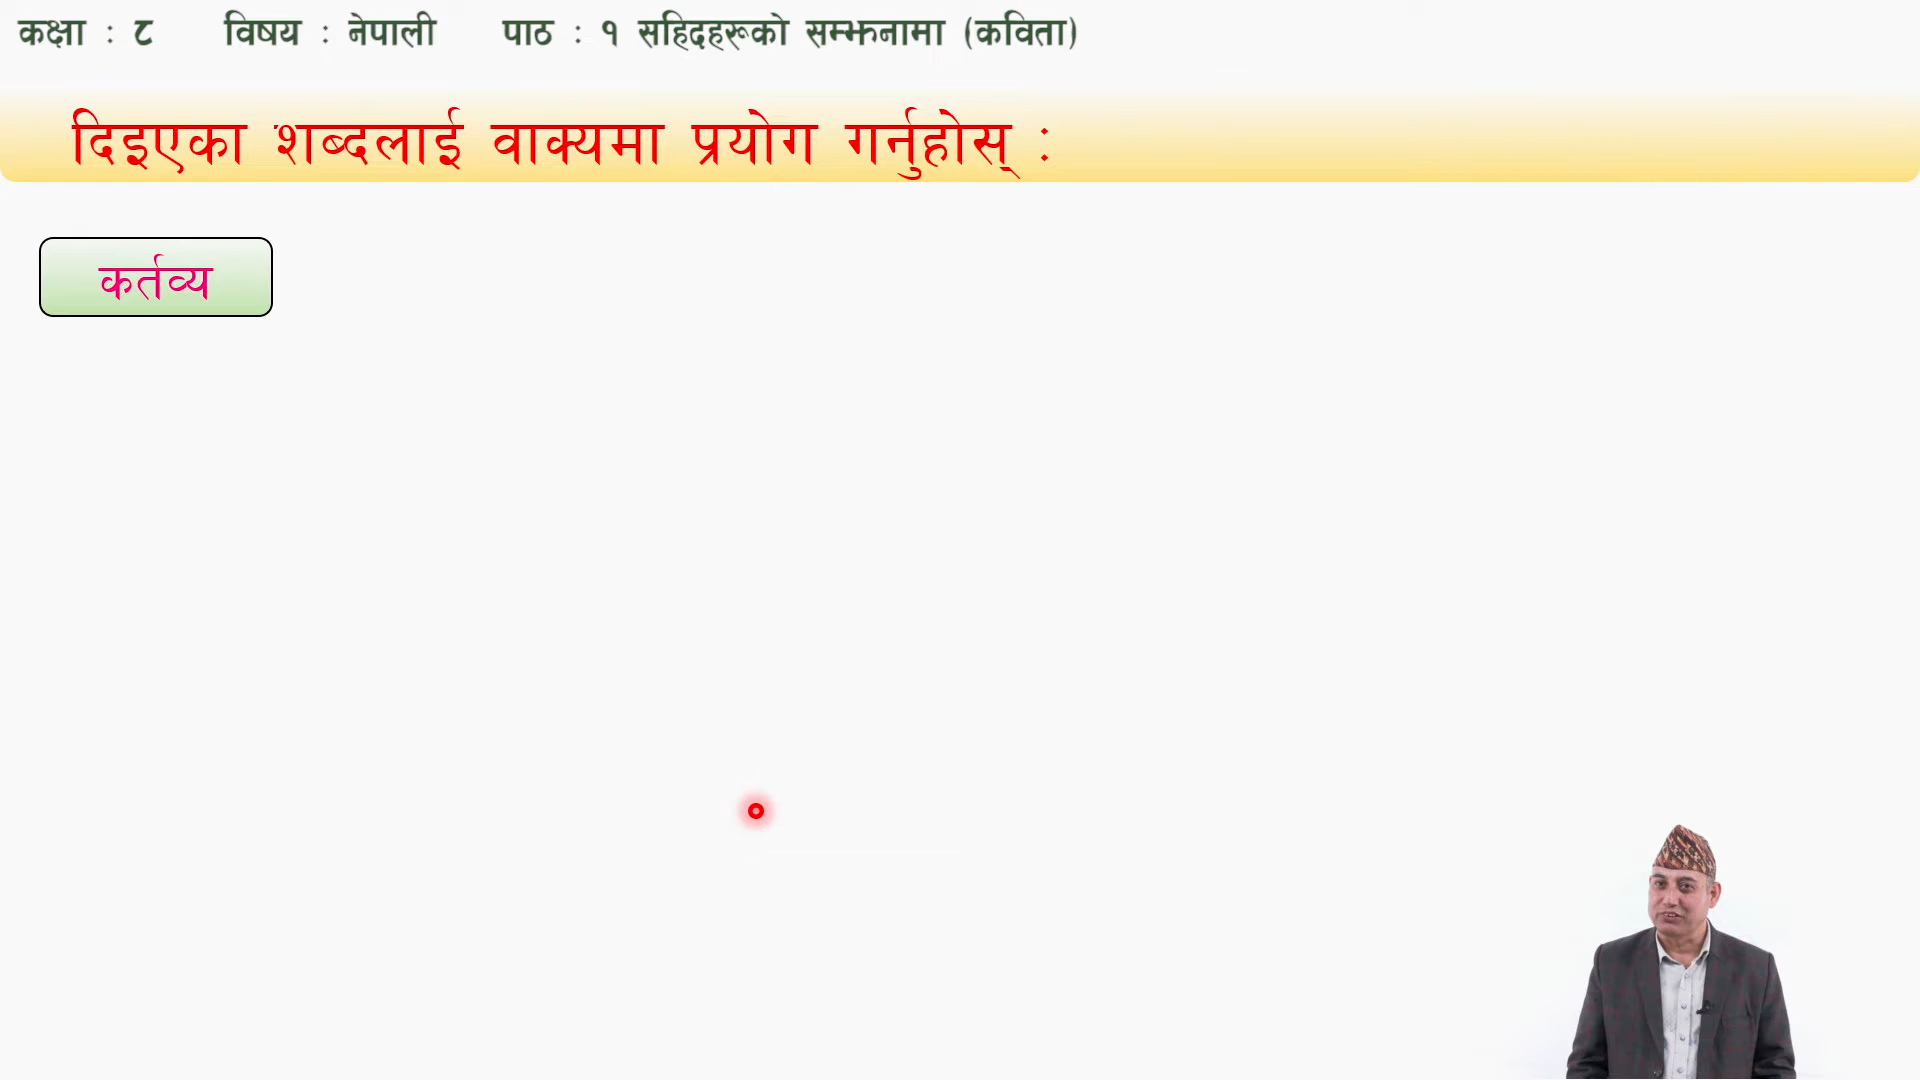 कक्षा : ८ विषय : नेपाली पाठ : १ सहिदहरूको सम्झनामा (कविता)
दिइएका शब्दलाई वाक्यमा प्रयोग गर्नुहोस् :
कर्तव्य